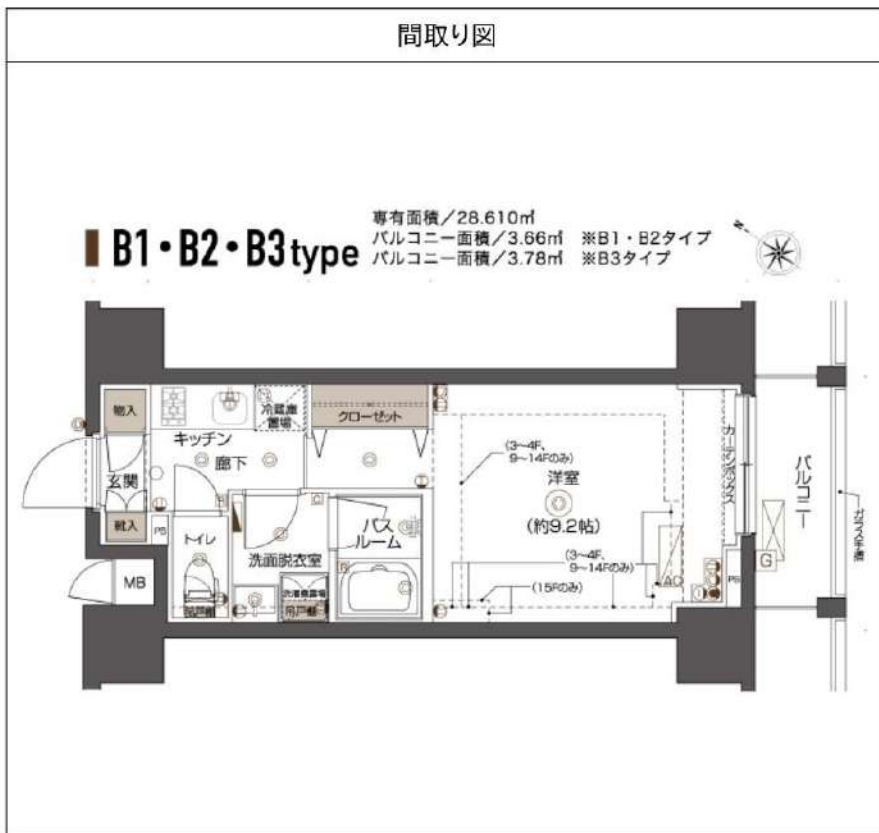 間取り図
B1・B2・B3type
専有面積／28.610㎡
バルコニー面積／3.66㎡ ※B1・B2タイプ
バルコニー面積／3.78㎡ ※B3タイプ
N
物入
冷蔵庫
置場
クローゼット
キッチン
廊下
玄関
靴入
PS
トイレ
吊戸棚
洗面脱衣室
洗濯機置場
吊戸棚
バス
ルーム
MB
(3〜4F、
9〜14Fのみ)
洋室
(約9.2帖)
(3〜4F、
9〜14Fのみ)
(15Fのみ)
AC
カーテンボックス
PS
G
バルコニー
ガラス手摺